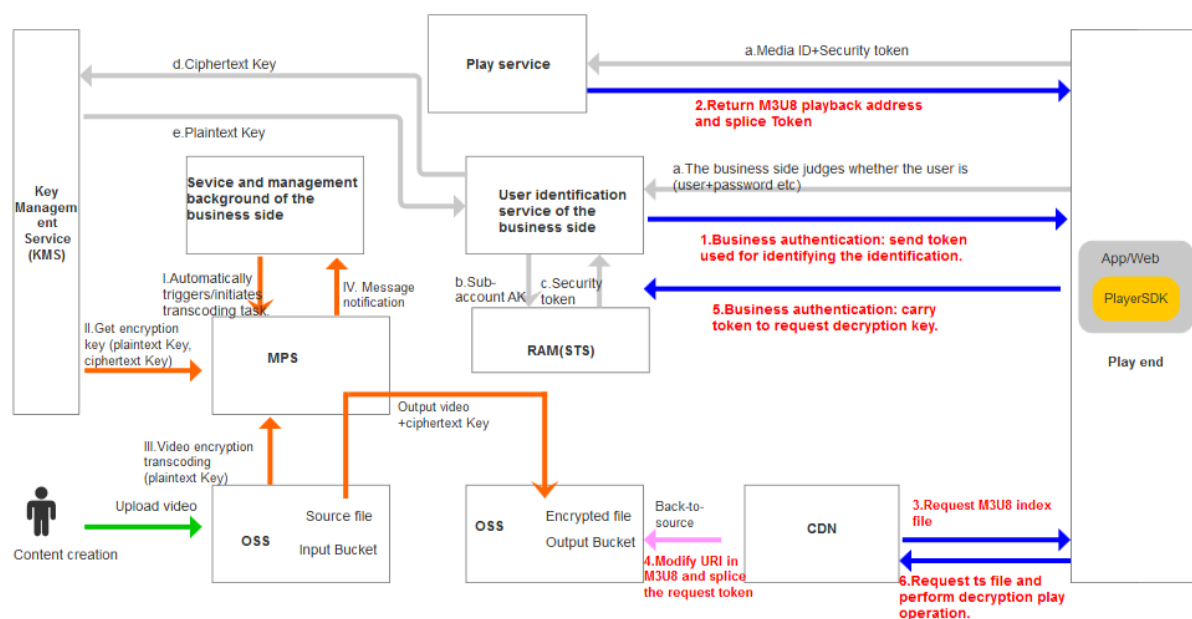 Play service
a.Media ID+Security token
2.Return M3U8 playback address
and splice Token
d.Ciphertext Key
e.Plaintext Key
Key
Managem
ent
Service
(KMS)
Sevice and management
background of the
business side
User identification
service of the
business side
a.The business side judges whether the user is
(user+password etc)
1.Business authentication: send token
used for identifying the identification.
App/Web
PlayerSDK
Play end
I.Automatically
triggers/initiates
transcoding task.
IV. Message
notification
b.Sub-
account AK
c.Security
token
5.Business authentication: carry
token to request decryption key.
II.Get encryption
key (plaintext Key,
ciphertext Key)
MPS
RAM(STS)
Output video
+ciphertext Key
III.Video encryption
transcoding
(plaintext Key)
Content creation
Upload video
OSS
Source file
Input Bucket
OSS
Encrypted file
Output Bucket
Back-to-
source
4.Modify URI in
M3U8 and splice
the request token
CDN
3.Request M3U8 index
file
6.Request ts file and
perform decryption play
operation.